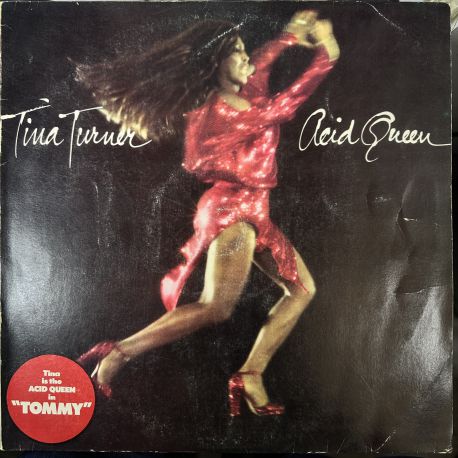 Tina Turner
Acid Queen
Tina
is the
ACID QUEEN
in
"TOMMY"